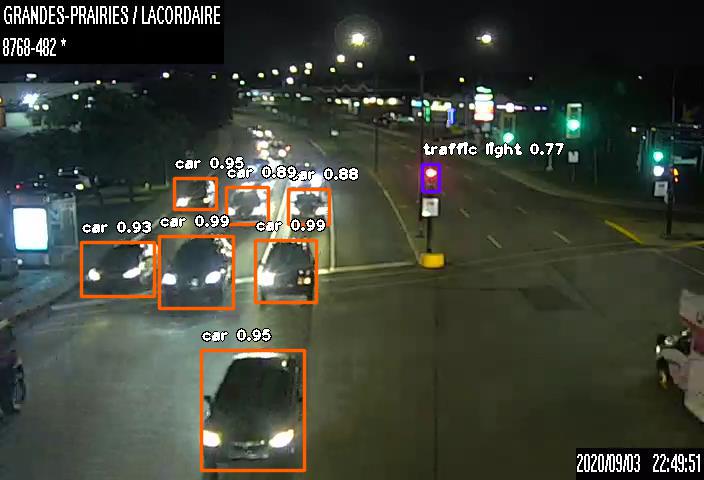 GRANDES-PRAIRIES / LACORDAIRE
8768-482 *
traffic light 0.77
car 0.95
car 0.89
car 0.88
car 0.93
car 0.99
car 0.99
car 0.95
2020/09/03 22:49:51